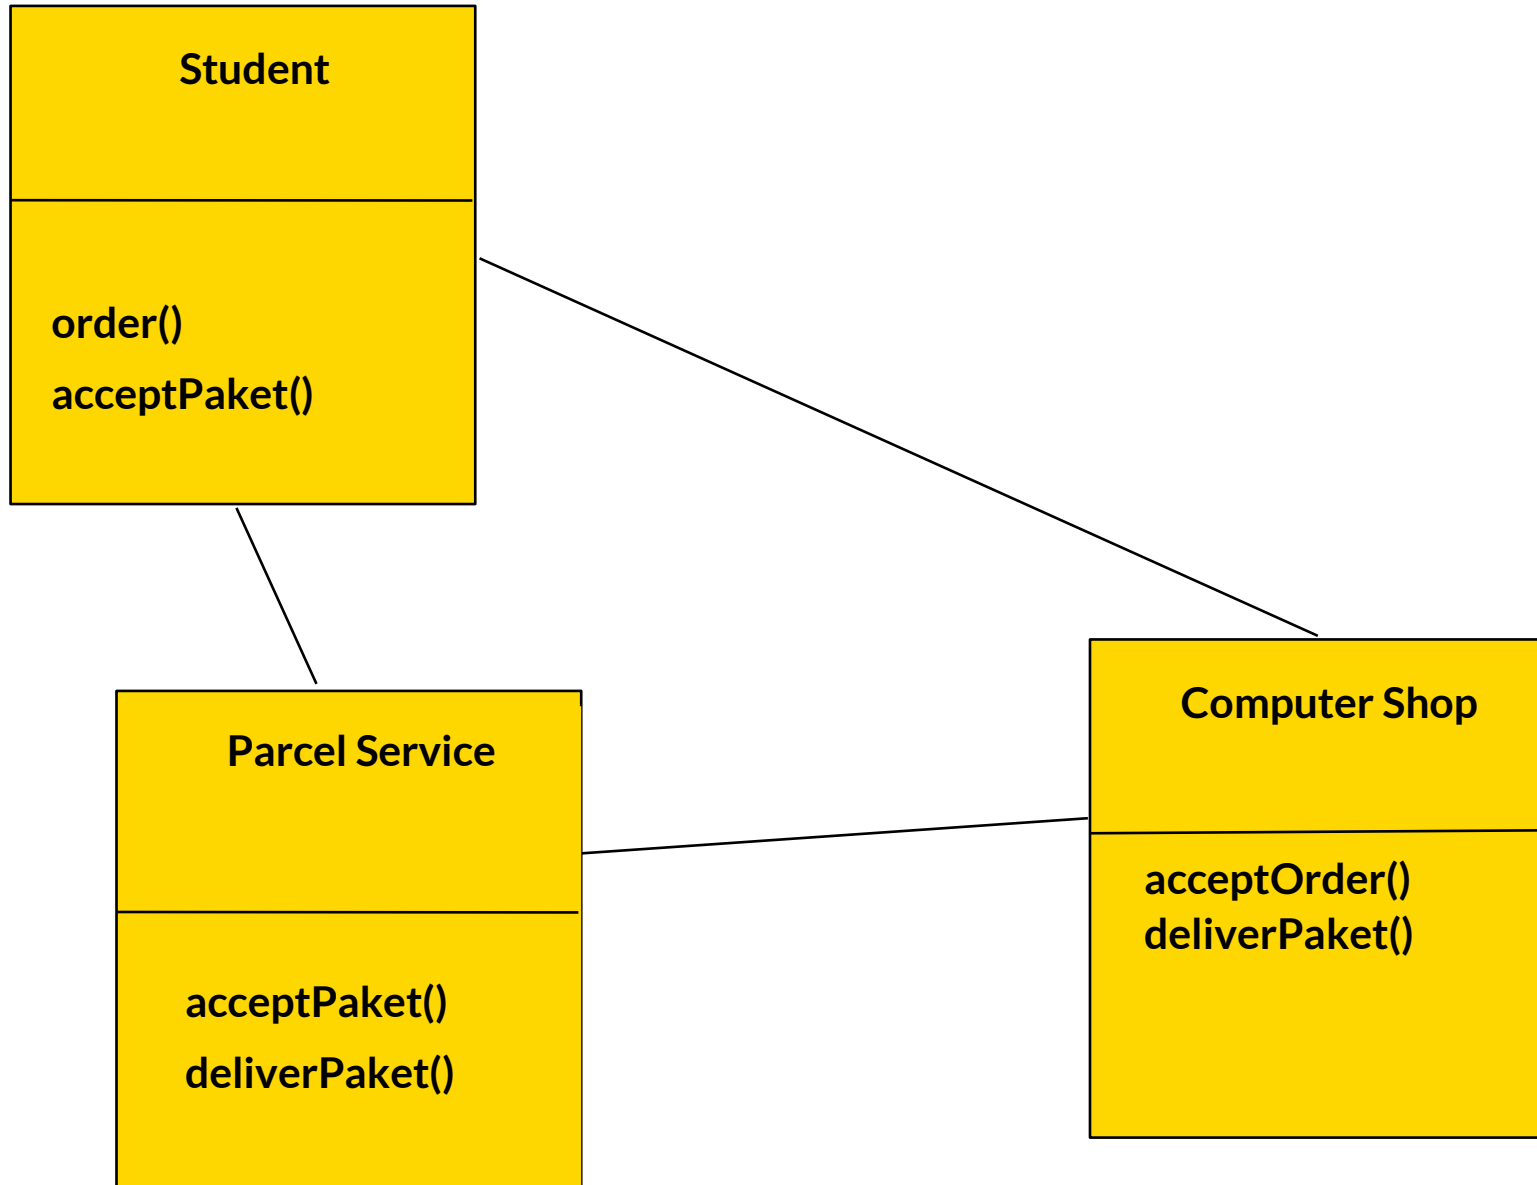 Student
order()
acceptPaket()
Parcel Service
acceptPaket()
deliverPaket()
Computer Shop
acceptOrder()
deliverPaket()